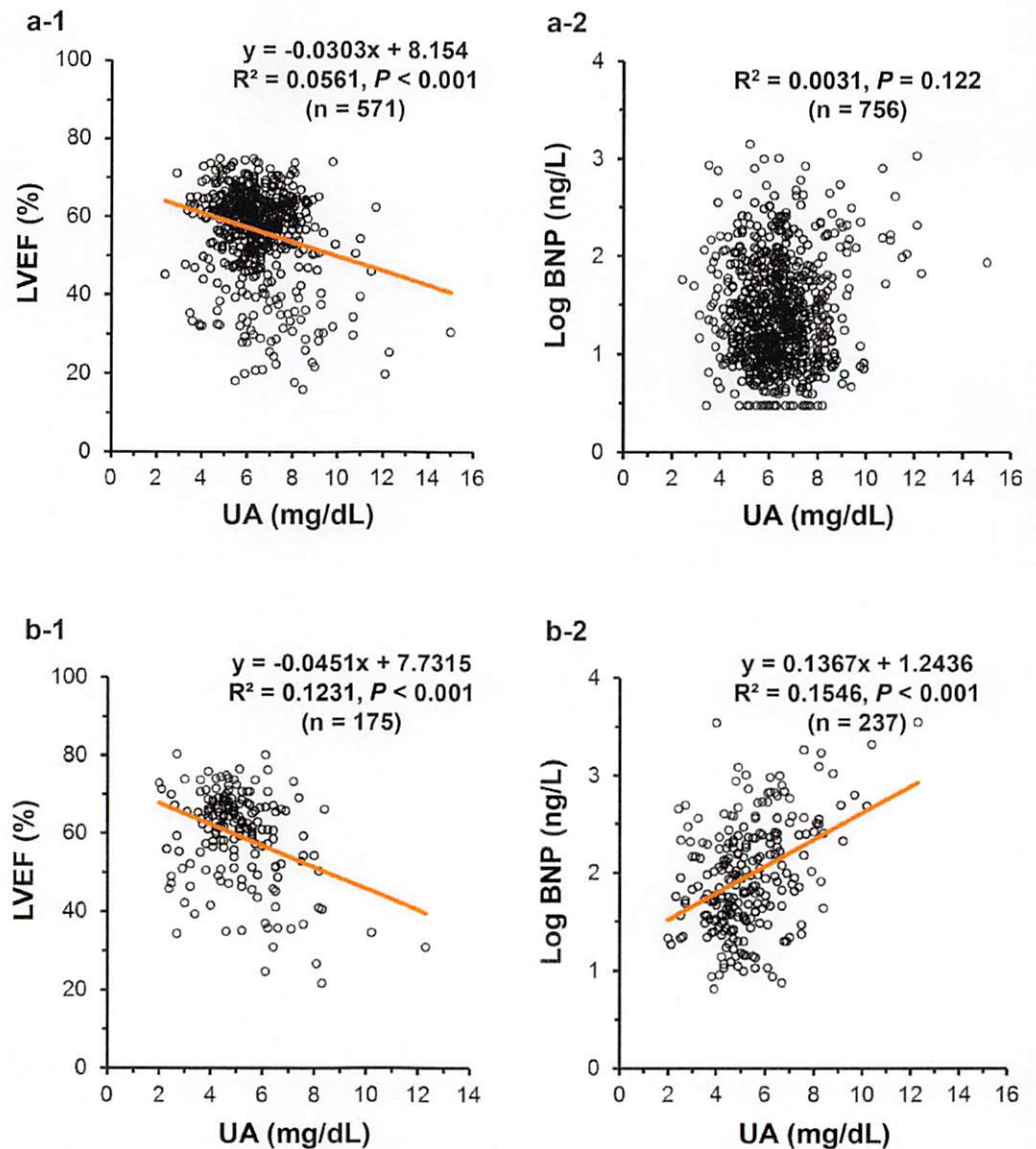 a-1
y = -0.0303x + 8.154
R² = 0.0561, P < 0.001
(n = 571)
100
80
60
40
20
0
LVEF (%)
0 2 4 6 8 10 12 14 16
UA (mg/dL)
a-2
R² = 0.0031, P = 0.122
(n = 756)
4
3
2
1
0
Log BNP (ng/L)
0 2 4 6 8 10 12 14 16
UA (mg/dL)
b-1
y = -0.0451x + 7.7315
R² = 0.1231, P < 0.001
(n = 175)
100
80
60
40
20
0
LVEF (%)
0 2 4 6 8 10 12 14 16
UA (mg/dL)
b-2
y = 0.1367x + 1.2436
R² = 0.1546, P < 0.001
(n = 237)
4
3
2
1
0
Log BNP (ng/L)
0 2 4 6 8 10 12 14 16
UA (mg/dL)